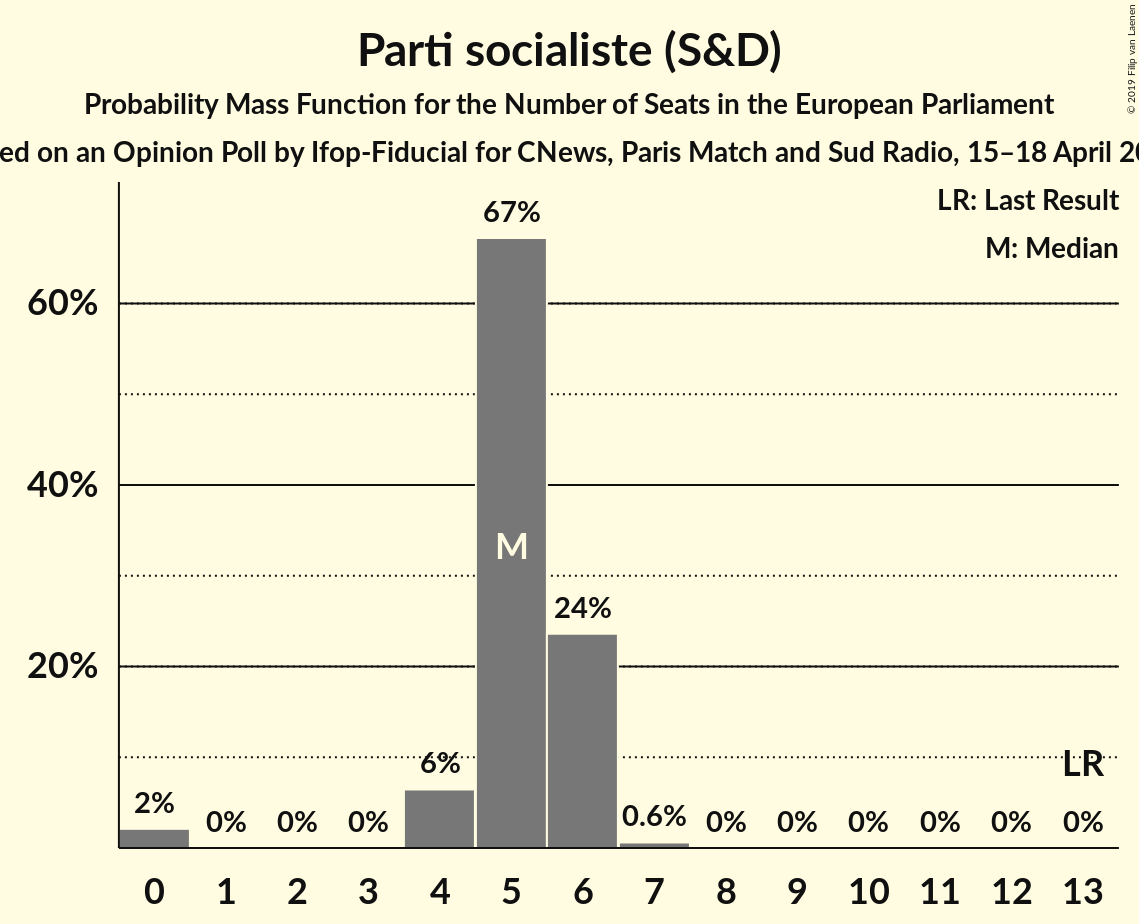 Parti socialiste (S&D)
Probability Mass Function for the Number of Seats in the European Parliament
ed on an Opinion Poll by Ifop-Fiducial for CNews, Paris Match and Sud Radio, 15–18 April 20
© 2019 Filip van Laenen
LR: Last Result
M: Median
67%
60%
40%
M
24%
20%
LR
6%
2%
0%
0%
0%
0.6%
0%
0%
0%
0%
0%
0%
0 1 2 3 4 5 6 7 8 9 10 11 12 13